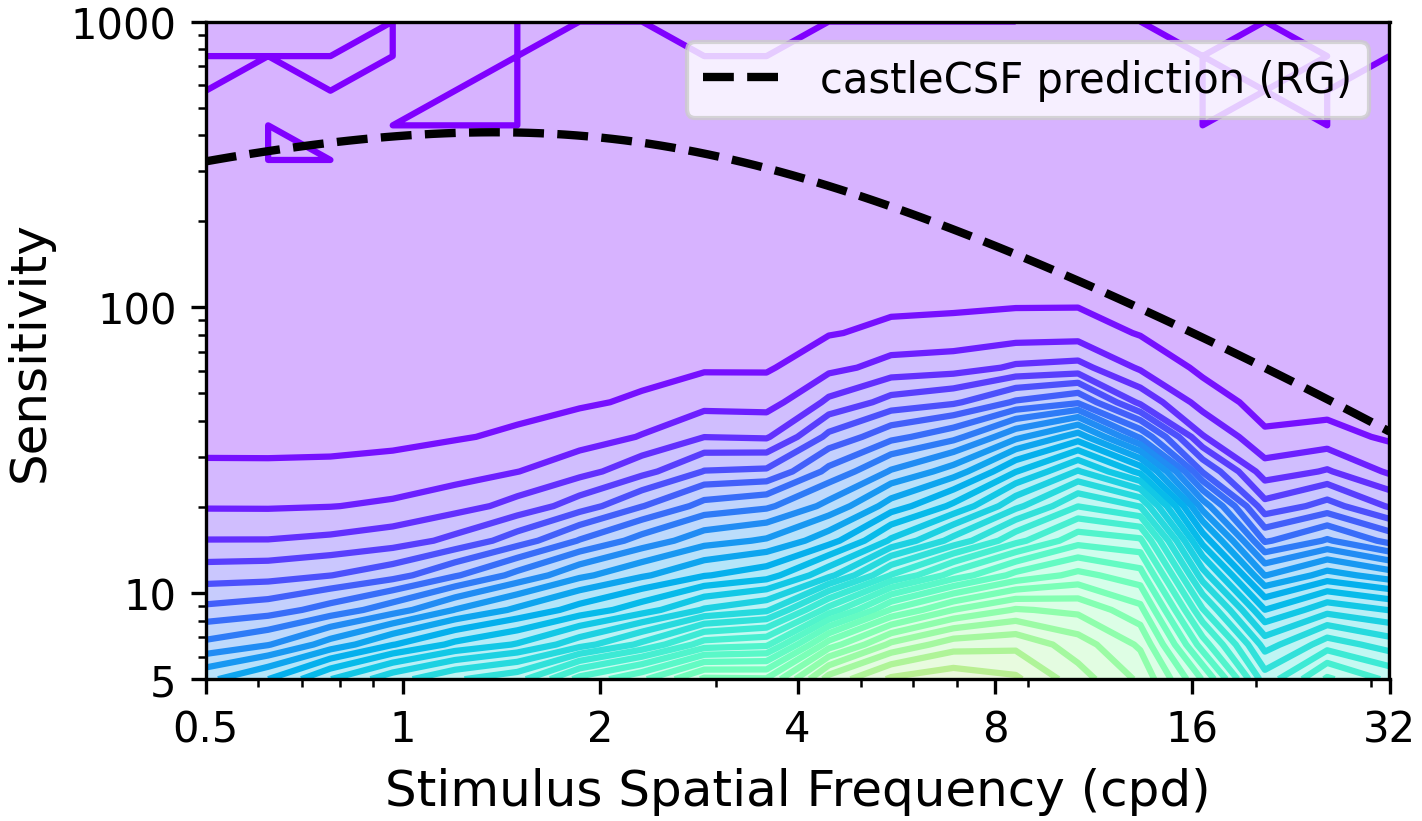 1000
castleCSF prediction (RG)
Sensitivity
100
10
5
0.5 1 2 4 8 16 32
Stimulus Spatial Frequency (cpd)